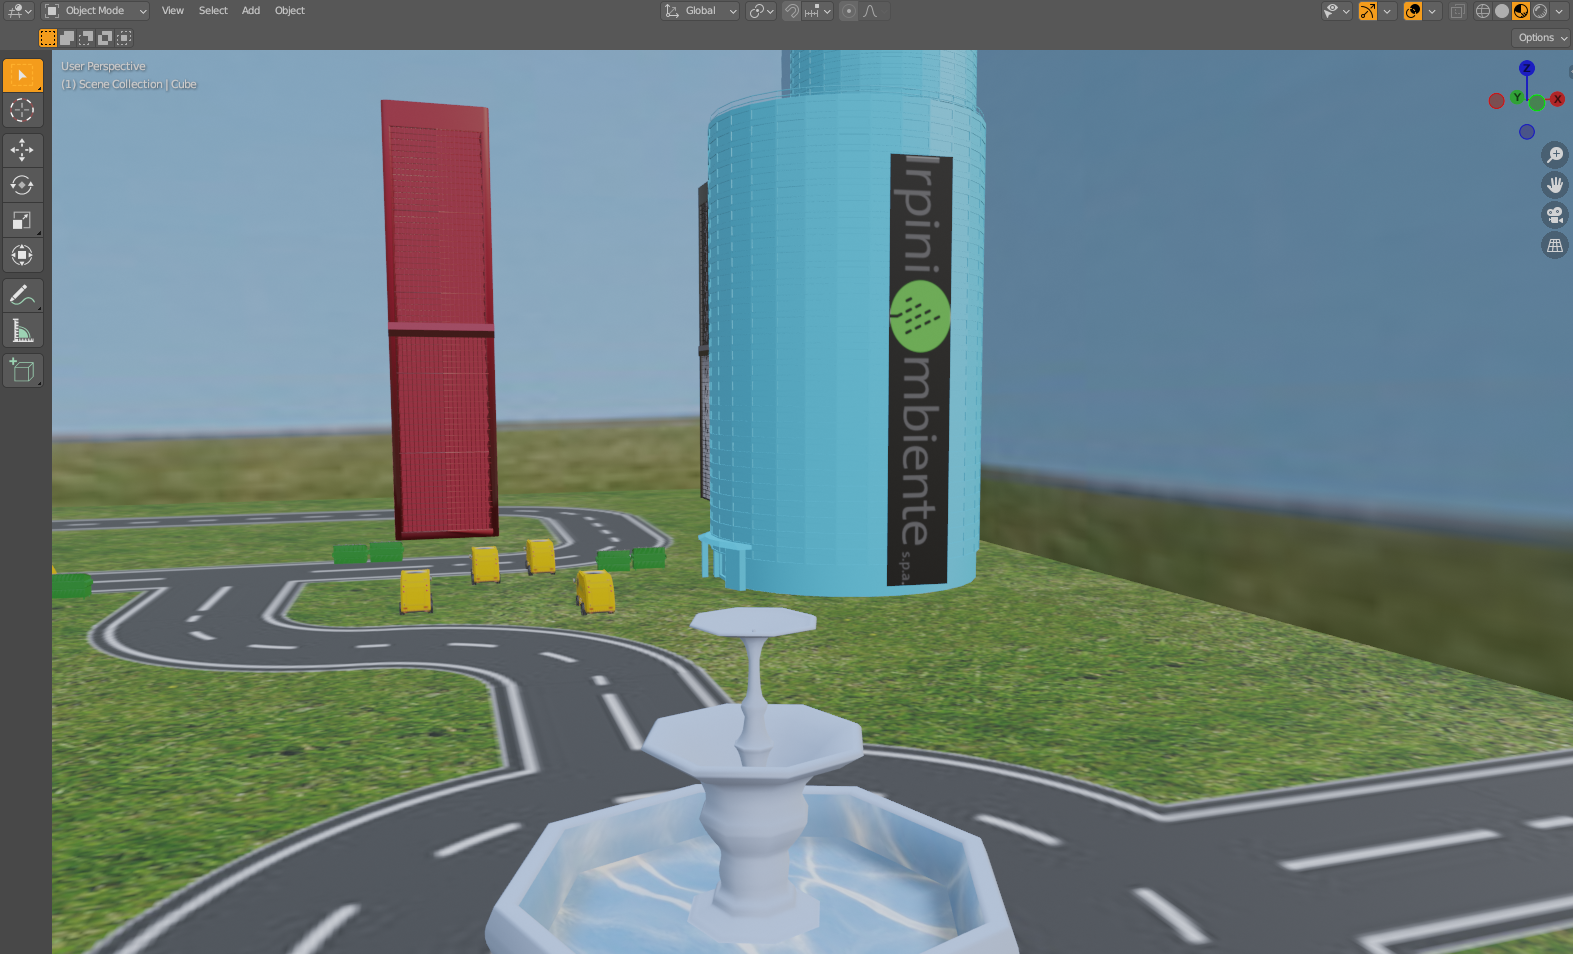 Object Mode
View
Select
Add
Object
Global
Options
User Perspective
(1) Scene Collection | Cube
Z
Y
X
Irpini
mbiente
s.p.a.